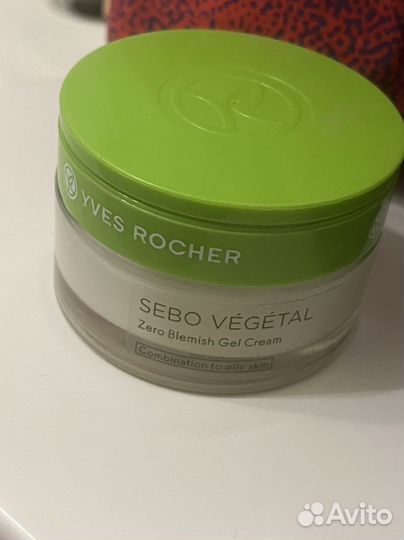 YVES ROCHER
SEBO VÉGÉTAL
Zero Blemish Gel Cream
Combination to oily skin
Avito